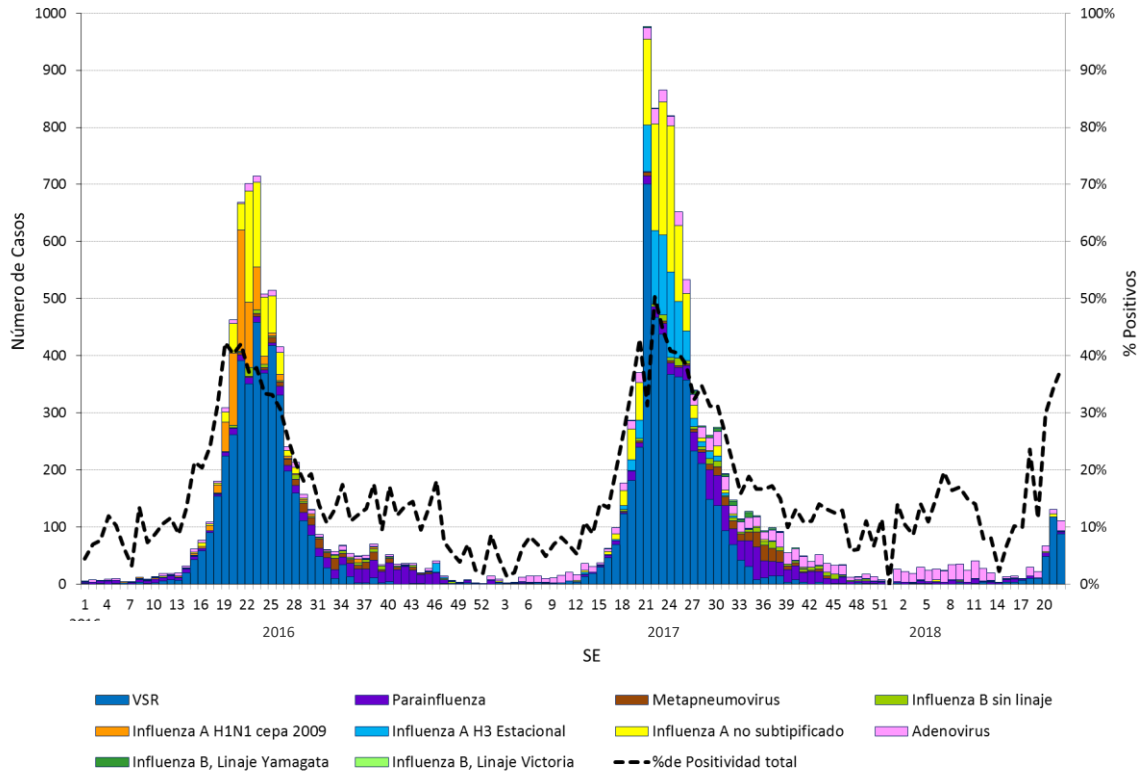 1000
900
800
700
600
500
400
300
200
100
0
Número de Casos
100%
90%
80%
70%
60%
50%
40%
30%
20%
10%
0%
% Positivos
1 4 7 10 13 16 19 22 25 28 31 34 37 40 43 46 49 52 3 6 9 12 15 18 21 24 27 30 33 36 39 42 45 48 51 2 5 8 11 14 17 20
2016 2016 2017 2018
SE
VSR Parainfluenza Metapneumovirus Influenza B sin linaje
Influenza A H1N1 cepa 2009 Influenza A H3 Estacional Influenza A no subtipificado Adenovirus
Influenza B, Linaje Yamagata Influenza B, Linaje Victoria %de Positividad total